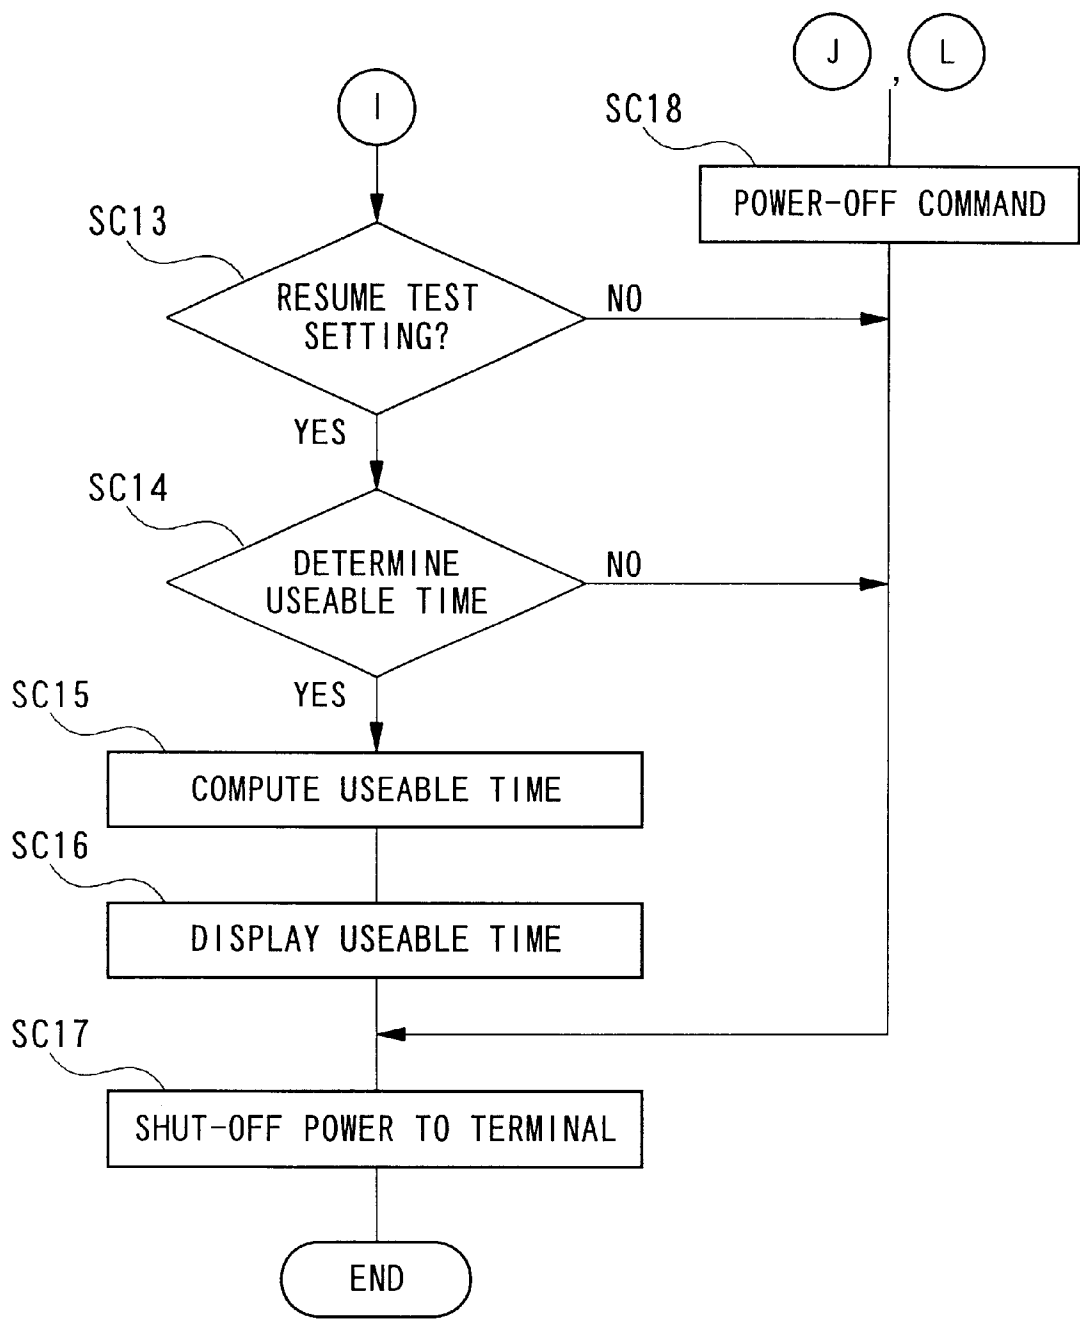 J , L
I
SC18
POWER-OFF COMMAND
SC13
RESUME TEST
SETTING?
NO
YES
SC14
DETERMINE
USEABLE TIME
NO
YES
SC15
COMPUTE USEABLE TIME
SC16
DISPLAY USEABLE TIME
SC17
SHUT-OFF POWER TO TERMINAL
END